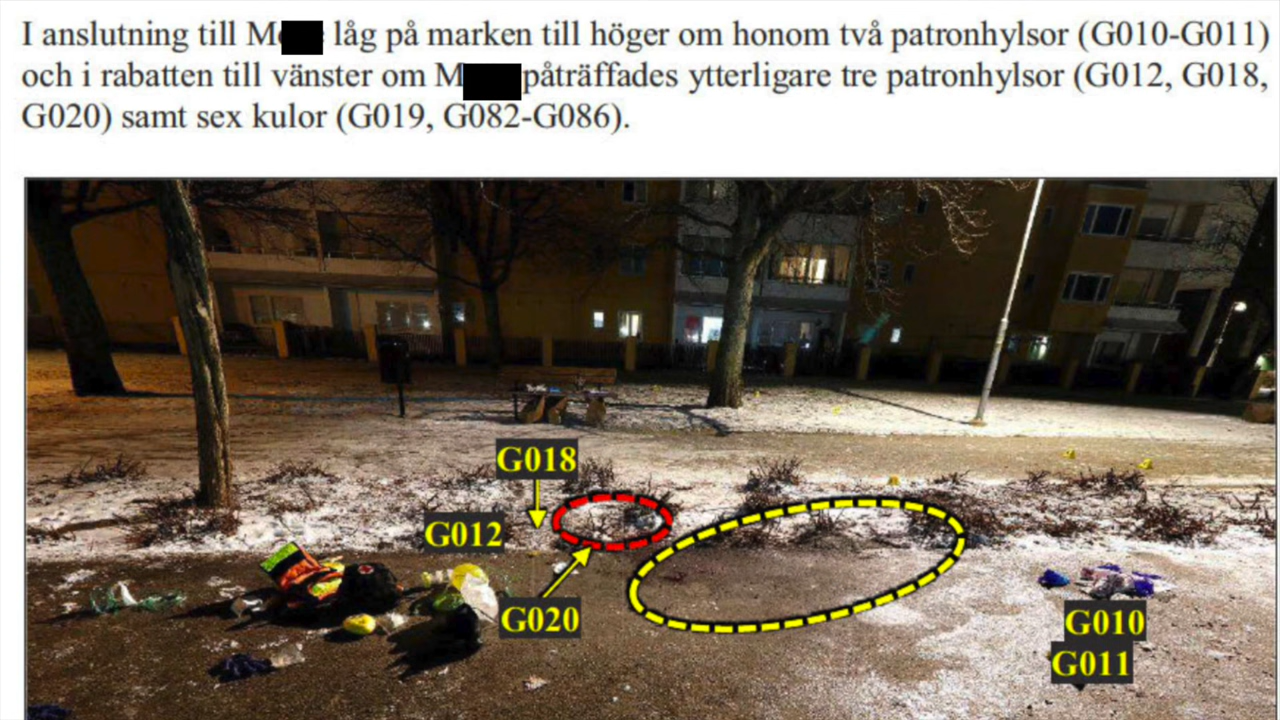 I anslutning till M låg på marken till höger om honom två patronhylsor (G010-G011)
och i rabatten till vänster om M påträffades ytterligare tre patronhylsor (G012, G018,
G020) samt sex kulor (G019, G082-G086).
G018
G012
G020
G010
G011